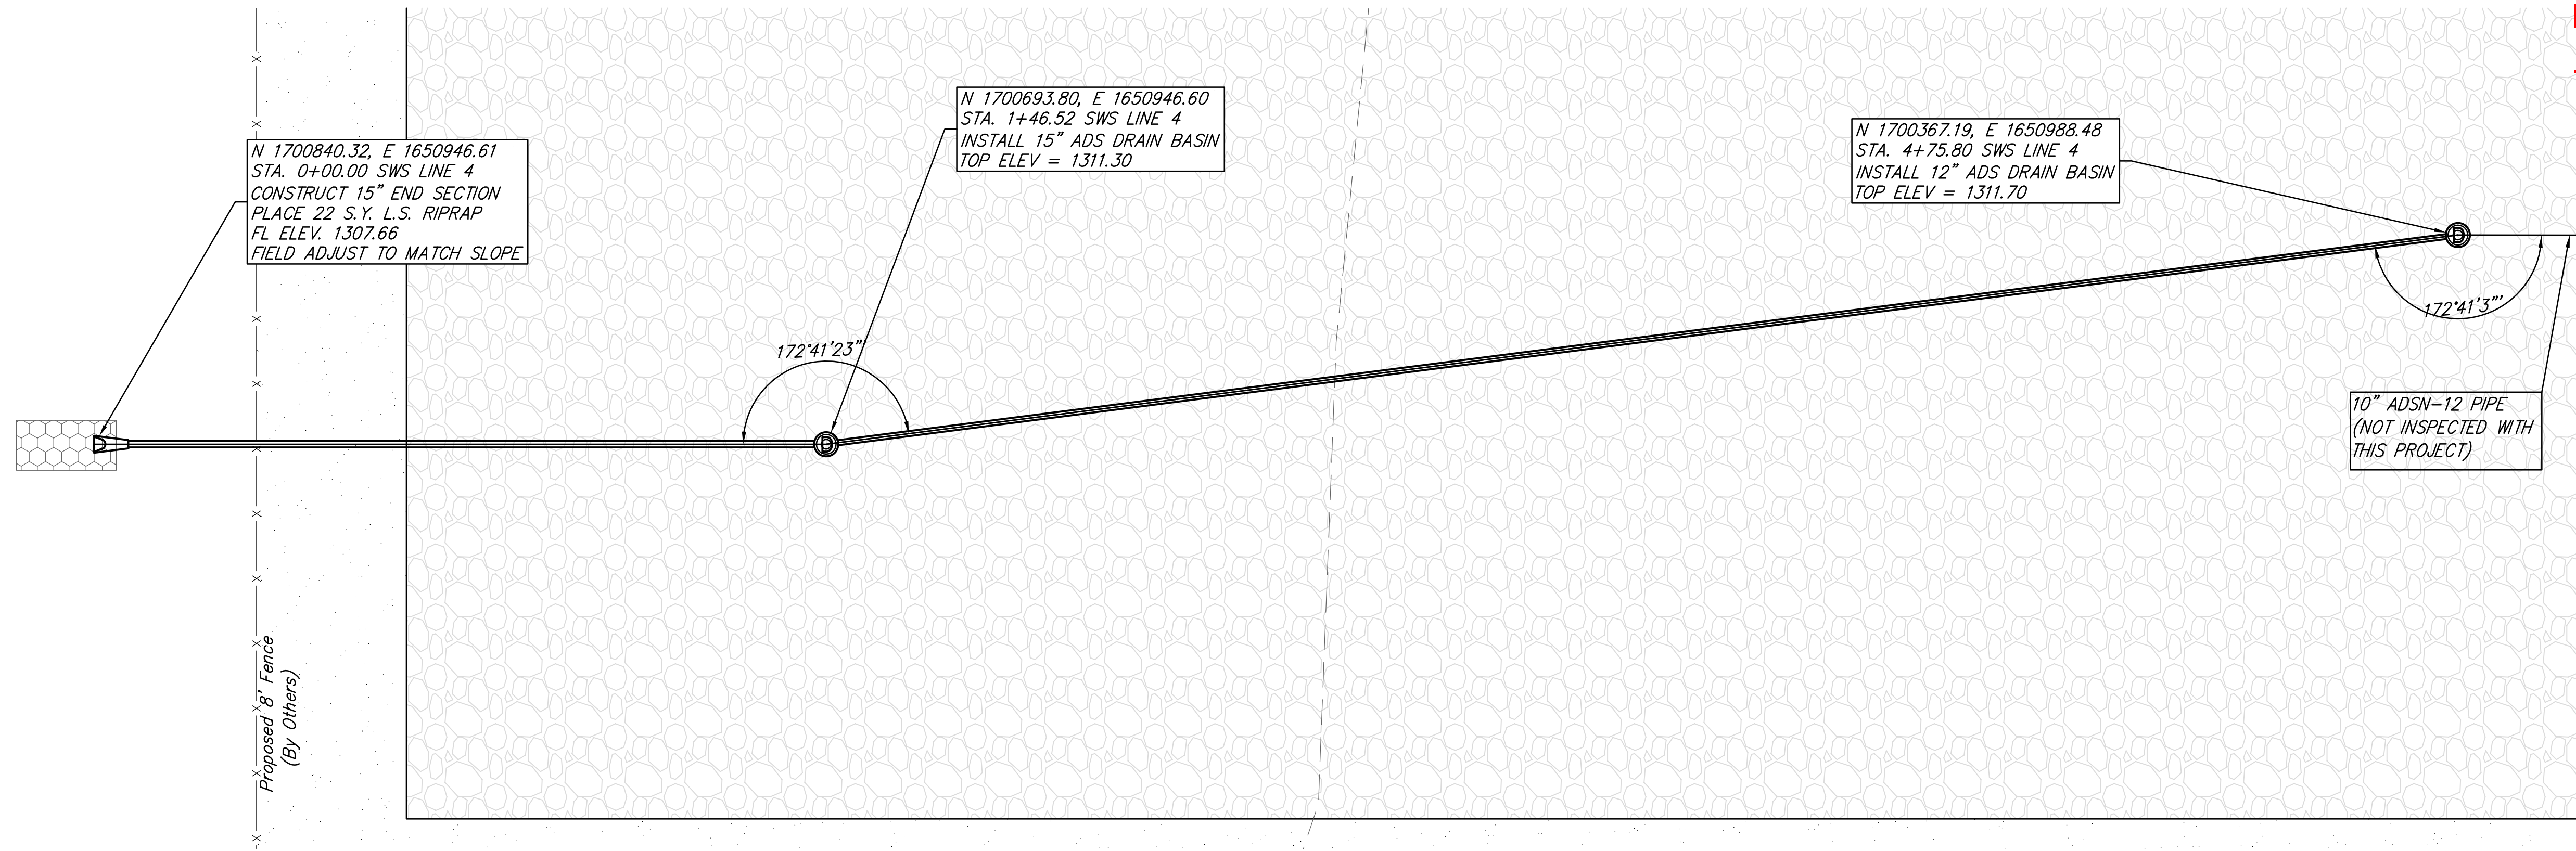 N 1700840.32, E 1650946.61
STA. 0+00.00 SWS LINE 4
CONSTRUCT 15" END SECTION
PLACE 22 S.Y. L.S. RIPRAP
FL ELEV. 1307.66
FIELD ADJUST TO MATCH SLOPE
N 1700693.80, E 1650946.60
STA. 1+46.52 SWS LINE 4
INSTALL 15" ADS DRAIN BASIN
TOP ELEV = 1311.30
N 1700367.19, E 1650988.48
STA. 4+75.80 SWS LINE 4
INSTALL 12" ADS DRAIN BASIN
TOP ELEV = 1311.70
172°41'23"
172°41'3"'
D
D
10" ADSN-12 PIPE
(NOT INSPECTED WITH
THIS PROJECT)
Proposed 8' Fence
(By Others)